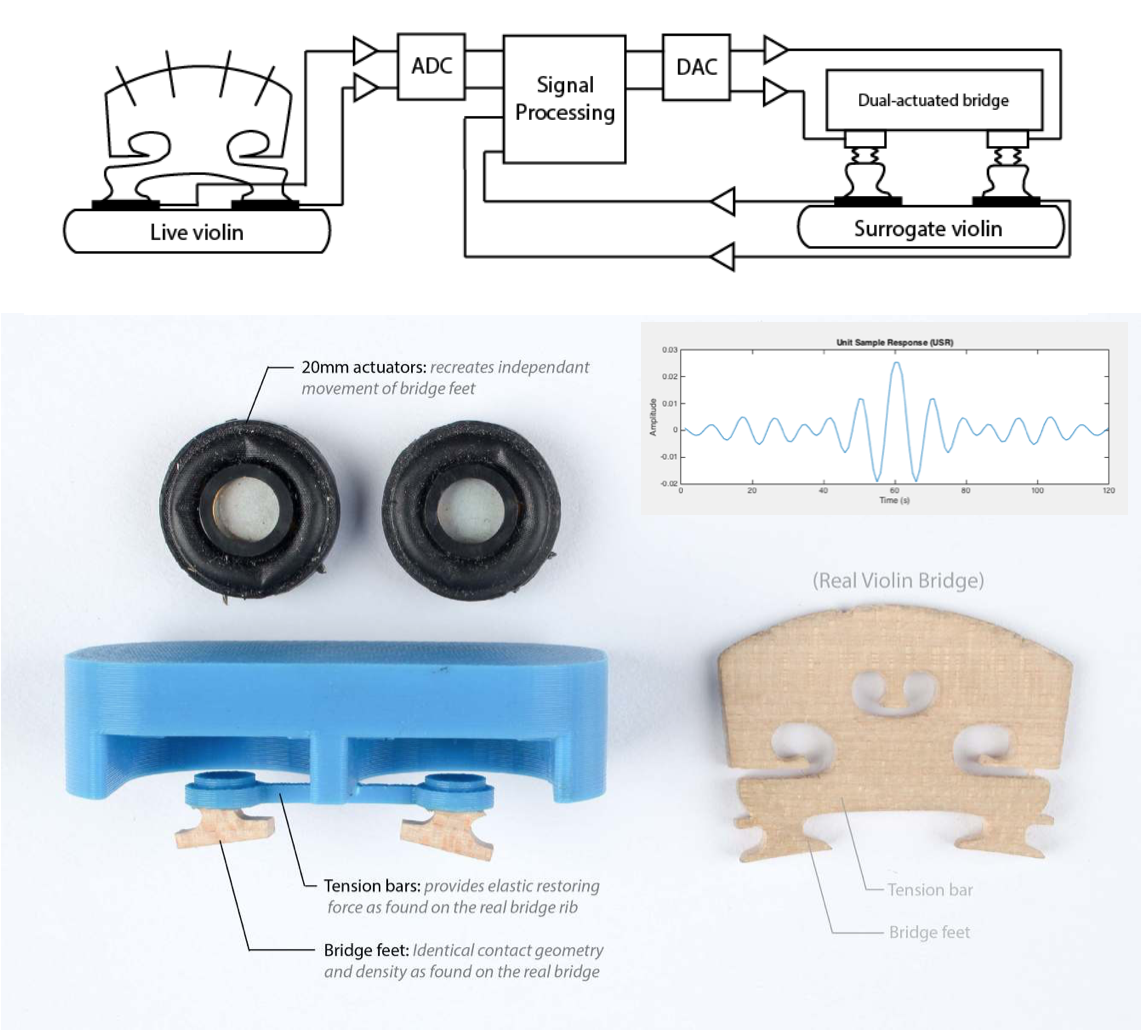 ADC
Signal
Processing
DAC
Dual-actuated bridge
Live violin
Surrogate violin
20mm actuators: recreates independant
movement of bridge feet
Unit Sample Response (USR)
0.03
0.02
0.01
0
-0.01
-0.02
Amplitude
0
20
40
60
80
100
120
Time (s)
(Real Violin Bridge)
Tension bars: provides elastic restoring
force as found on the real bridge rib
Bridge feet: Identical contact geometry
and density as found on the real bridge
Tension bar
Bridge feet